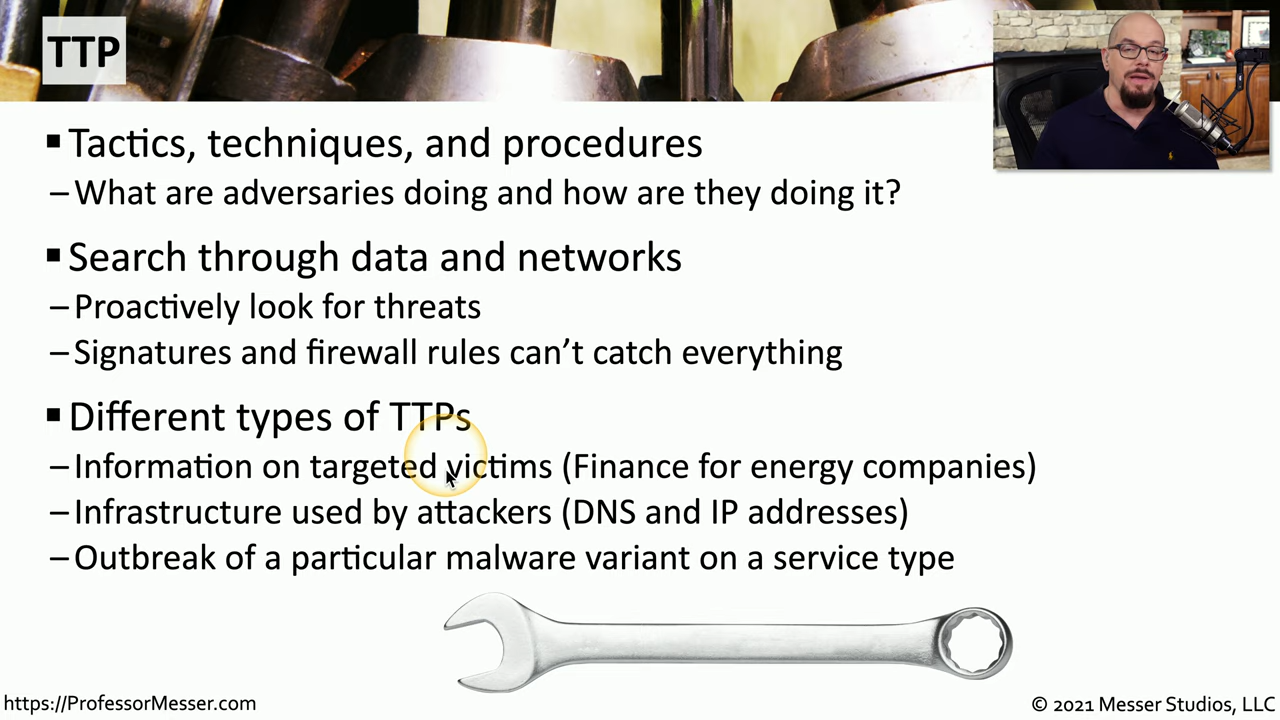 TTP
▪ Tactics, techniques, and procedures
– What are adversaries doing and how are they doing it?
▪ Search through data and networks
– Proactively look for threats
– Signatures and firewall rules can’t catch everything
▪ Different types of TTPs
– Information on targeted victims (Finance for energy companies)
– Infrastructure used by attackers (DNS and IP addresses)
– Outbreak of a particular malware variant on a service type
https://ProfessorMesser.com
© 2021 Messer Studios, LLC